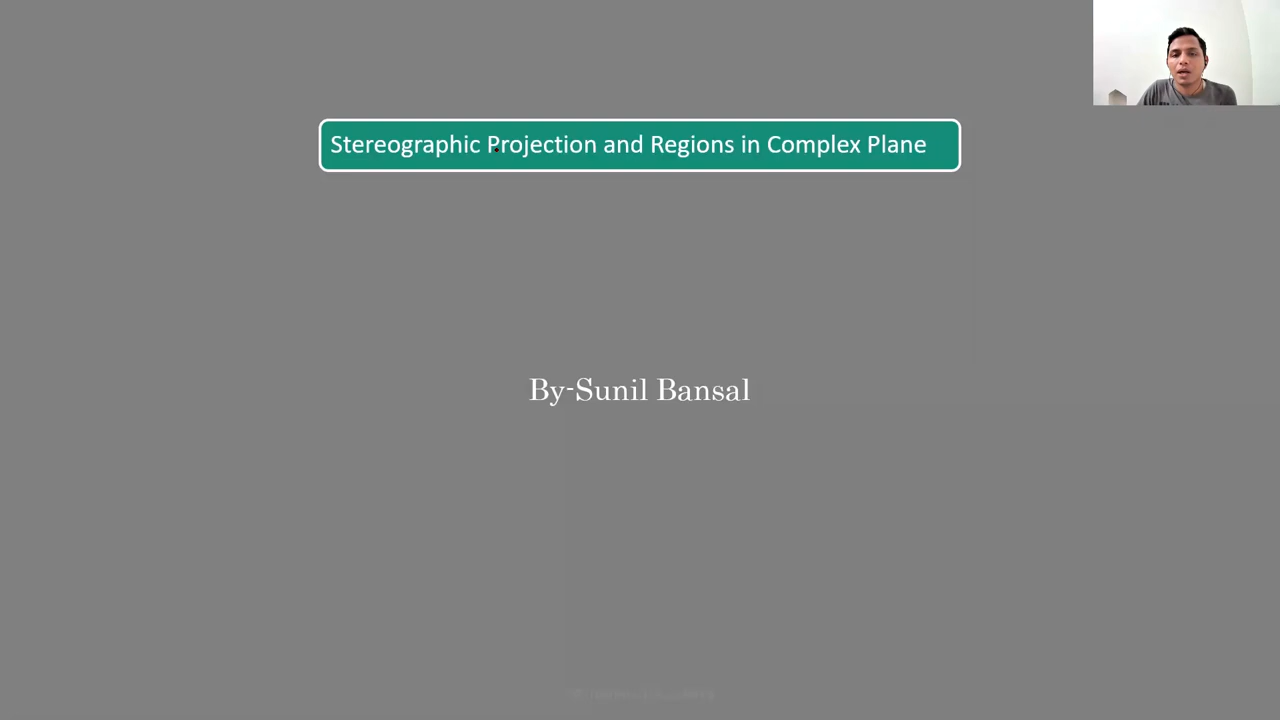 Stereographic Projection and Regions in Complex Plane
By-Sunil Bansal